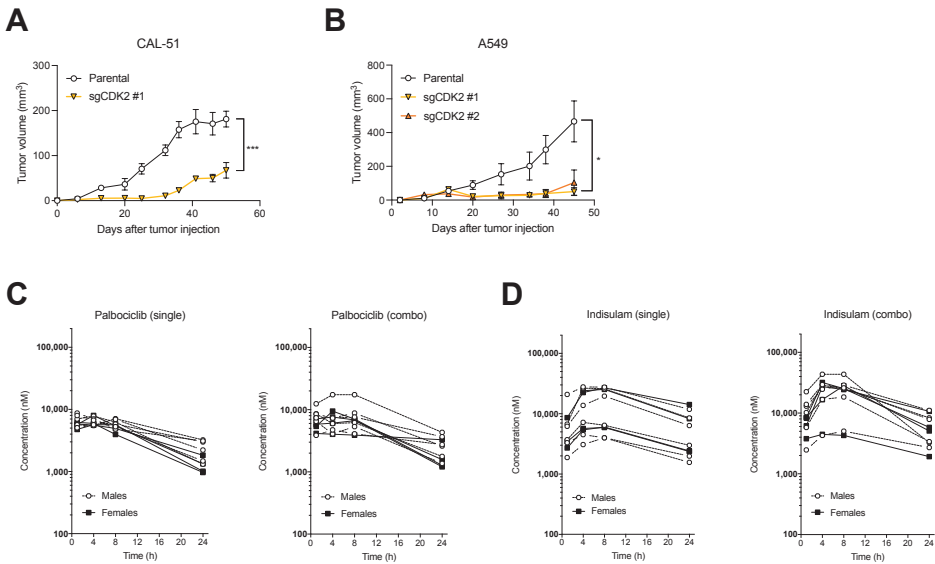 A
CAL-51
Tumor volume (mm³)
300
200
100
0
Parental
sgCDK2 #1
***
0 20 40 60
Days after tumor injection
B
A549
Tumor volume (mm³)
800
600
400
200
0
Parental
sgCDK2 #1
sgCDK2 #2
*
0 10 20 30 40 50
Days after tumor injection
C
Palbociclib (single)
Concentration (nM)
100,000
10,000
1,000
100
Males
Females
0 4 8 12 16 20 24
Time (h)
Palbociclib (combo)
Concentration (nM)
100,000
10,000
1,000
100
Males
Females
0 4 8 12 16 20 24
Time (h)
D
Indisulam (single)
Concentration (nM)
100,000
10,000
1,000
100
Males
Females
0 4 8 12 16 20 24
Time (h)
Indisulam (combo)
Concentration (nM)
100,000
10,000
1,000
100
Males
Females
0 4 8 12 16 20 24
Time (h)